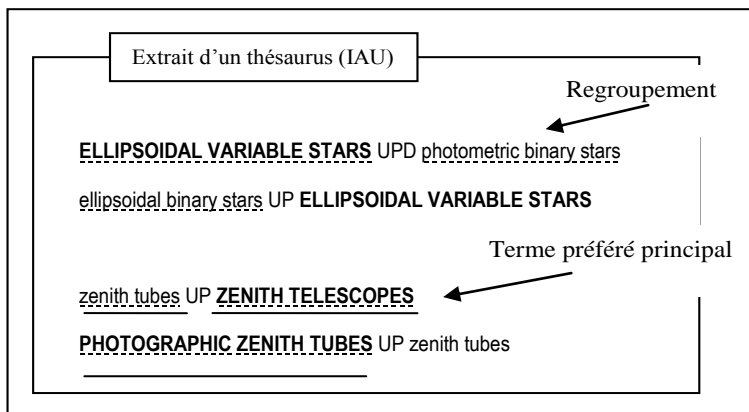 Extrait d’un thésaurus (IAU)
Regroupement
ELLIPSOIDAL VARIABLE STARS UPD photometric binary stars
ellipsoidal binary stars UP ELLIPSOIDAL VARIABLE STARS
Terme préféré principal
zenith tubes UP ZENITH TELESCOPES
PHOTOGRAPHIC ZENITH TUBES UP zenith tubes